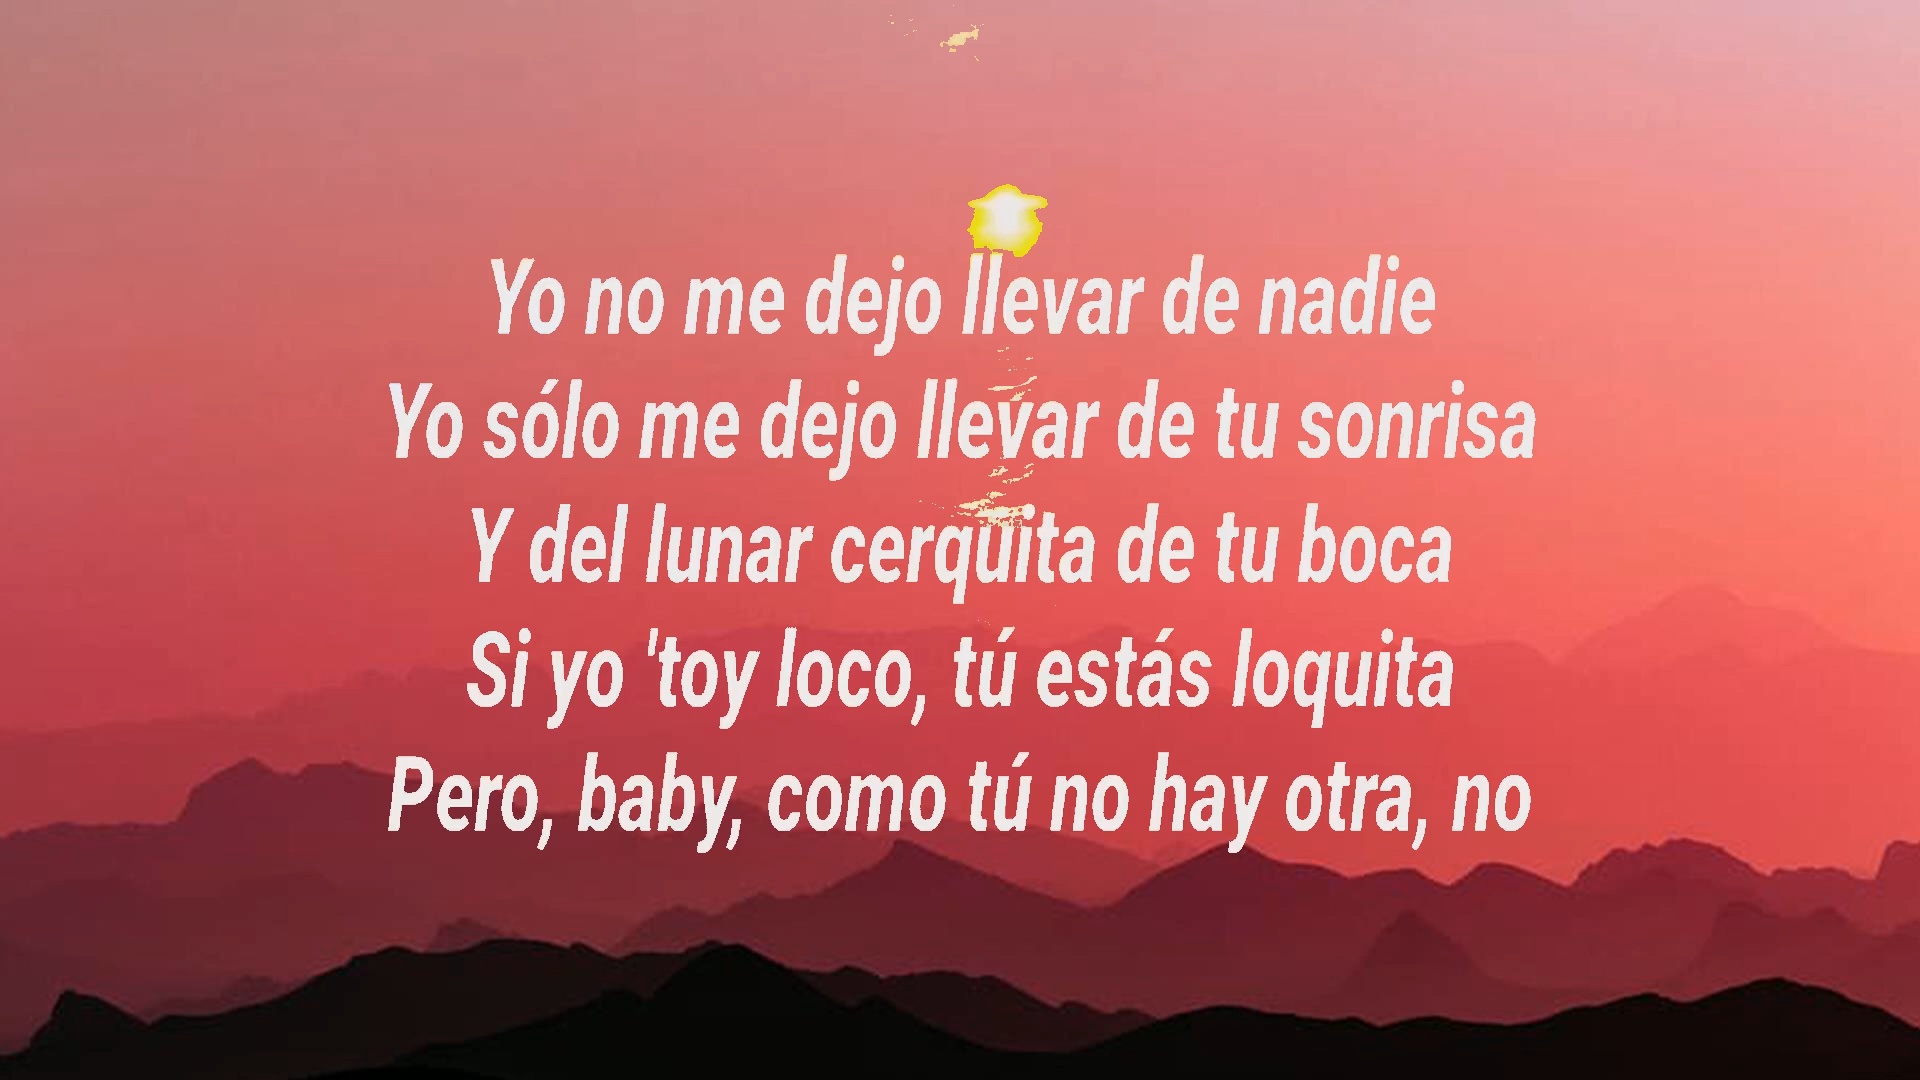 Yo no me dejo llevar de nadie
Yo sólo me dejo llevar de tu sonrisa
Y del lunar cerquita de tu boca
Si yo 'toy loco, tú estás loquita
Pero, baby, como tú no hay otra, no